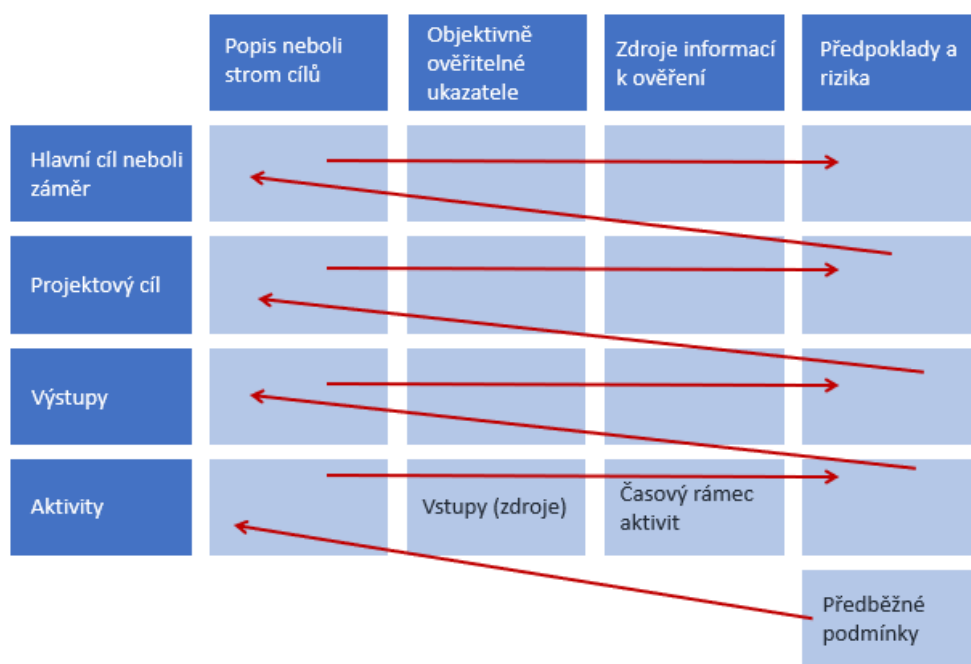 Popis neboli
strom cílů
Objektivně
ověřitelné
ukazatele
Zdroje informací
k ověření
Předpoklady a
rizika
Hlavní cíl neboli
záměr
Projektový cíl
Výstupy
Aktivity
Vstupy (zdroje)
Časový rámec
aktivit
Předběžné
podmínky